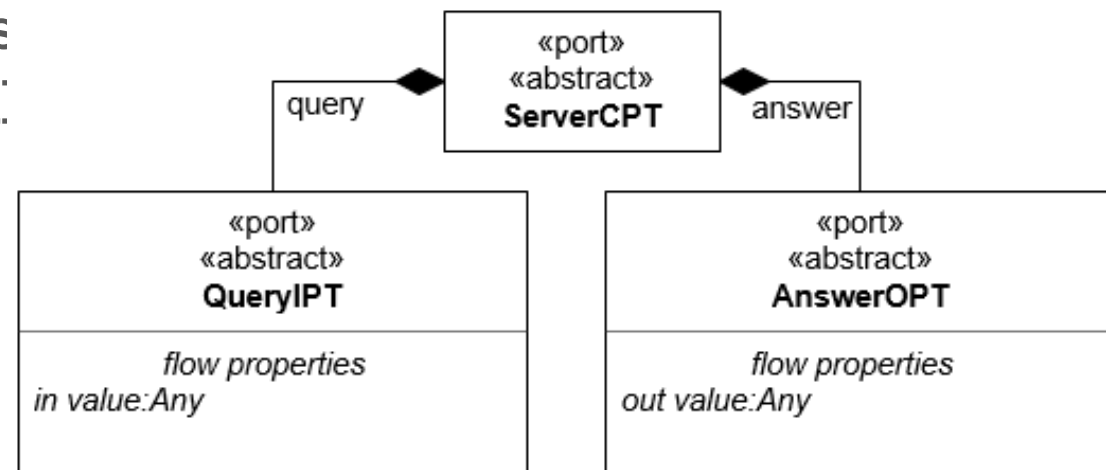 «port»
«abstract»
ServerCPT
query
answer
«port»
«abstract»
QueryIPT
flow properties
in value:Any
«port»
«abstract»
AnswerOPT
flow properties
out value:Any